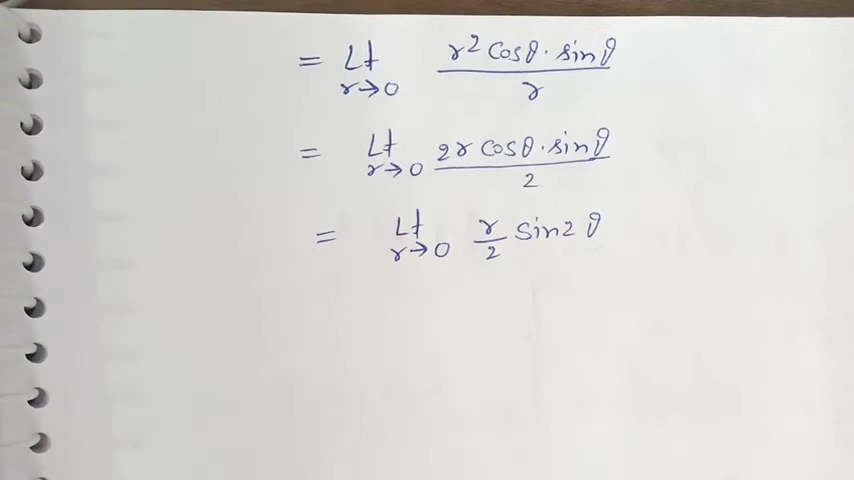 = Lt r→0 r² cosθ · sinθ / r
= Lt r→0 2r cosθ · sinθ / 2
= Lt r→0 r/2 sin2θ